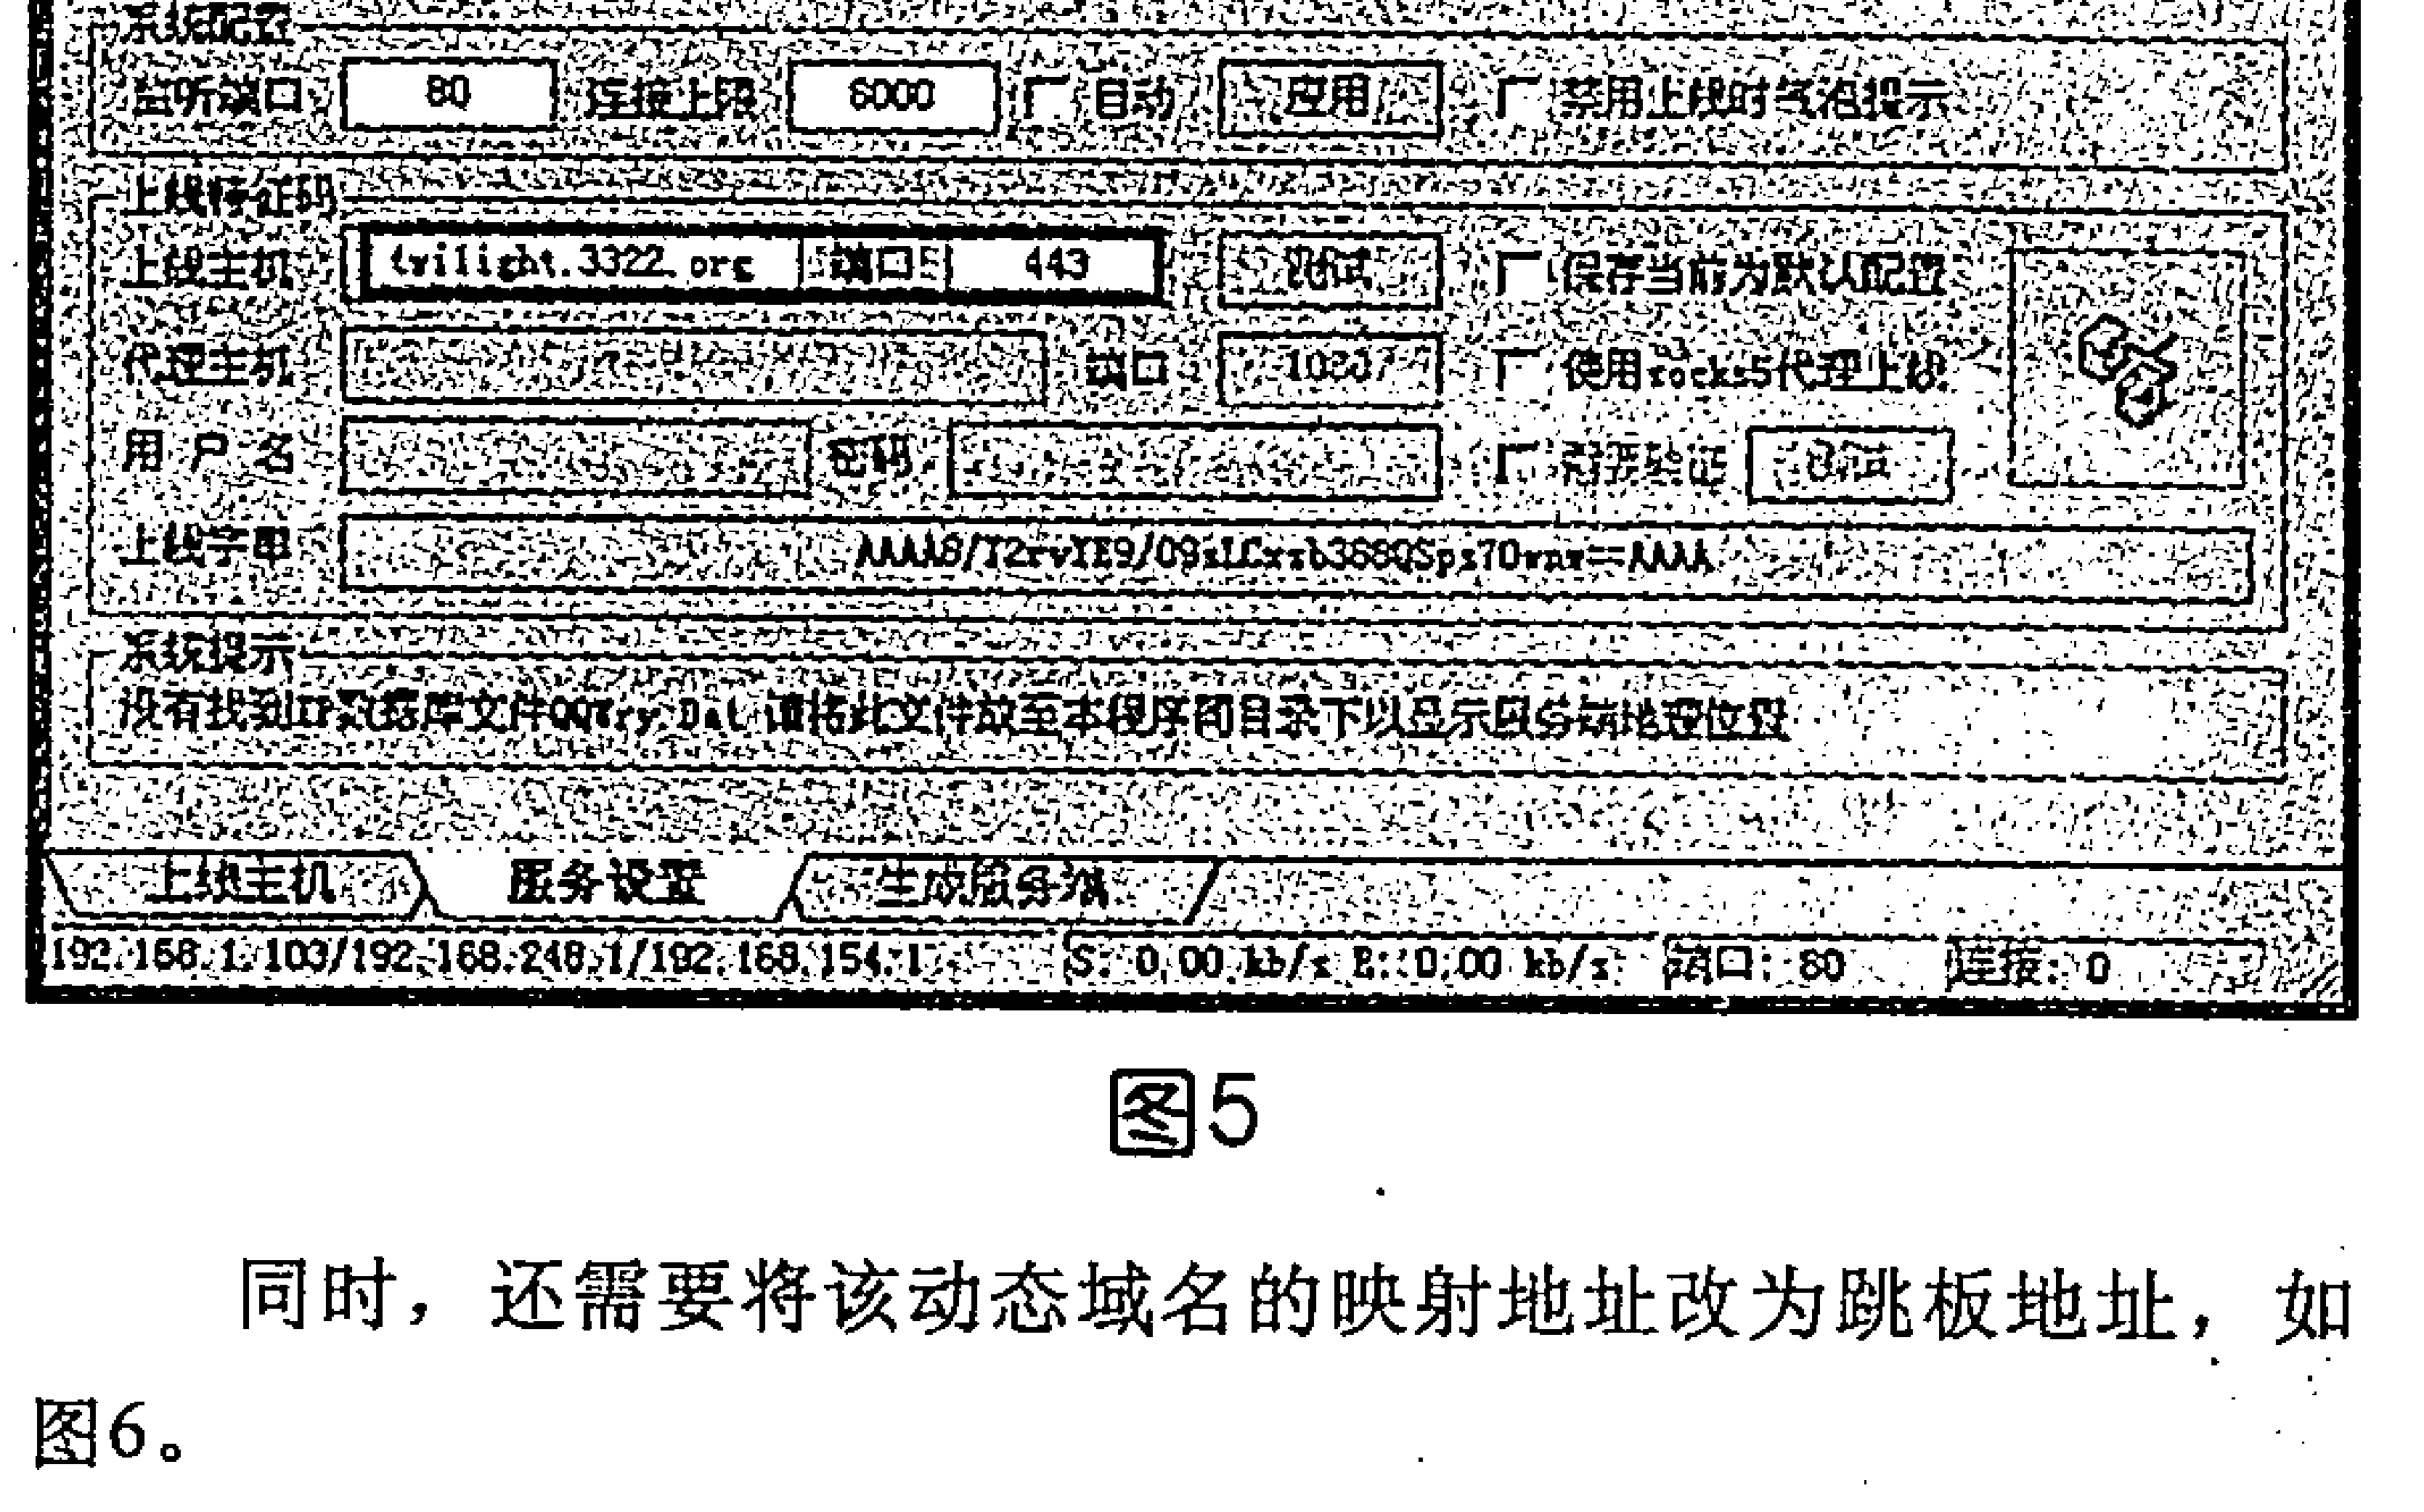 系统配置
监听端口 80 连接上限 6000 自动 应用 禁用上线时气泡提示
上线特征码
上线主机 twilight.3322.org 端口 443 测试 保存当前为默认配置
代理主机 端口 1080 使用socks5代理上线
用户名 密码 需要验证 测试
上线字串
系统提示
没有找到IP数据库文件QQWry.Dat 请将此文件放至本程序同目录下以显示服务端地理位置
上线主机 服务设置 生成服务端
192.168.1.103/192.168.248.1/192.168.154.1 S: 0.00 kb/s R: 0.00 kb/s 端口: 80 连接: 0
图5
同时，还需要将该动态域名的映射地址改为跳板地址，如
图6。